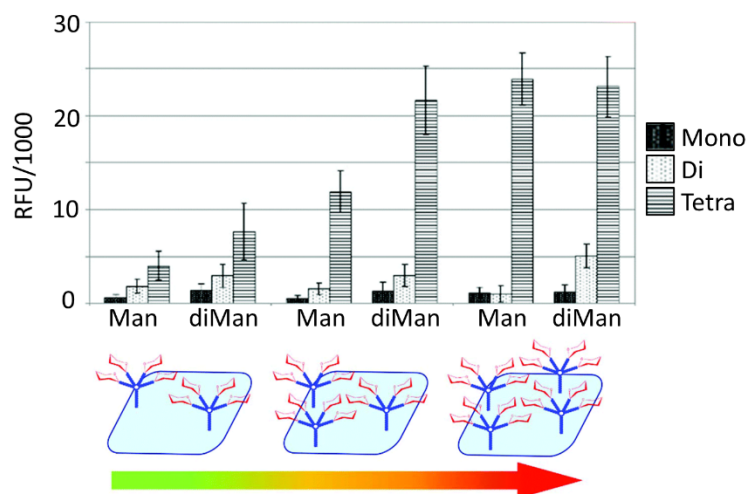 30
20
10
0
RFU/1000
Mono
Di
Tetra
Man diMan Man diMan Man diMan